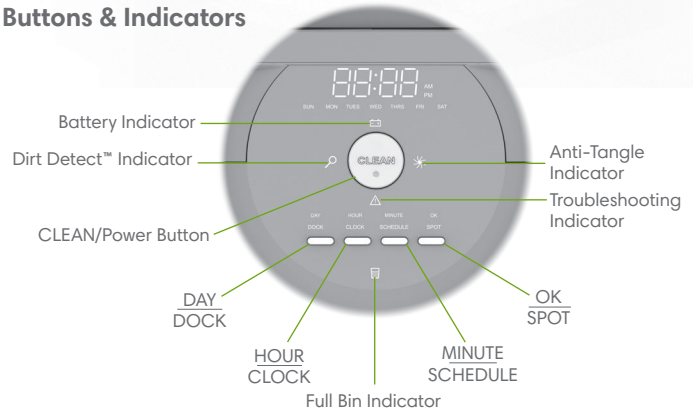 Buttons & Indicators
88:88
AM
PM
SUN MON TUES WED THRS FRI SAT
Battery Indicator
Dirt Detect™ Indicator
CLEAN
Anti-Tangle
Indicator
Troubleshooting
Indicator
CLEAN/Power Button
DAY HOUR MINUTE OK
DOCK CLOCK SCHEDULE SPOT
DAY
DOCK
OK
SPOT
HOUR
CLOCK
MINUTE
SCHEDULE
Full Bin Indicator